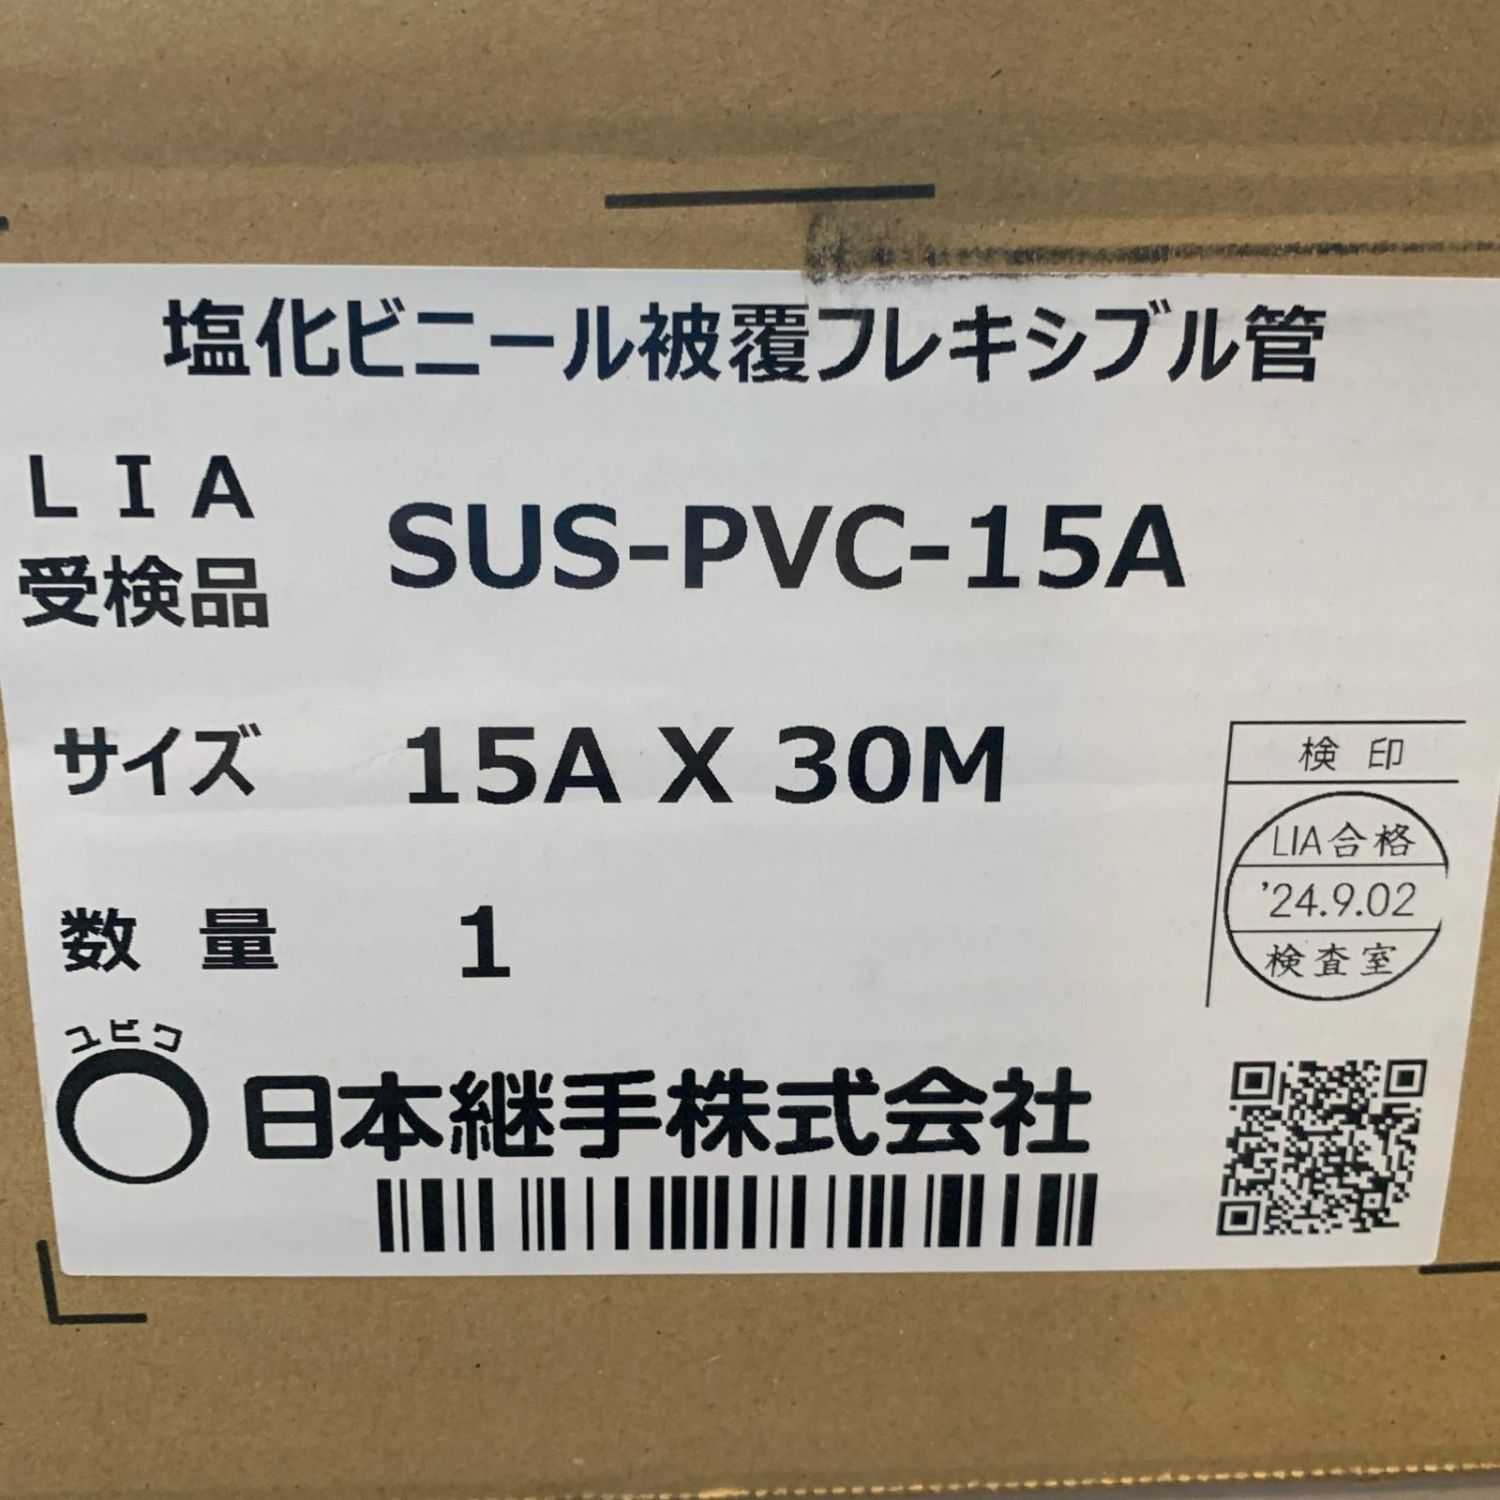 塩化ビニール被覆フレキシブル管
LIA
受検品
SUS-PVC-15A
サイズ 15A X 30M
検印
LIA合格
'24.9.02
検査室
数量 1
ユビコ
日本継手株式会社